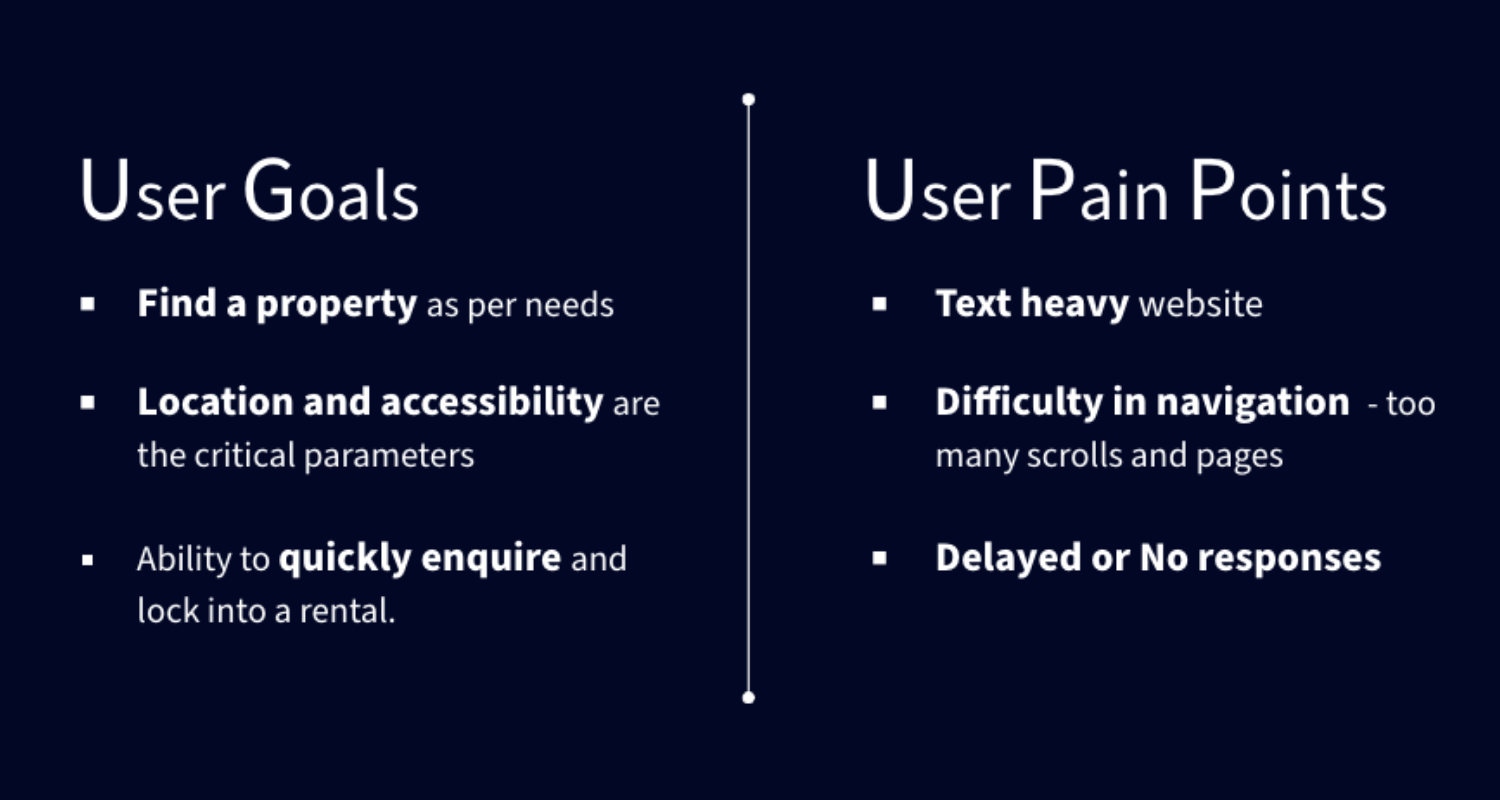 User Goals
Find a property as per needs
Location and accessibility are
the critical parameters
Ability to quickly enquire and
lock into a rental.
User Pain Points
Text heavy website
Difficulty in navigation - too
many scrolls and pages
Delayed or No responses